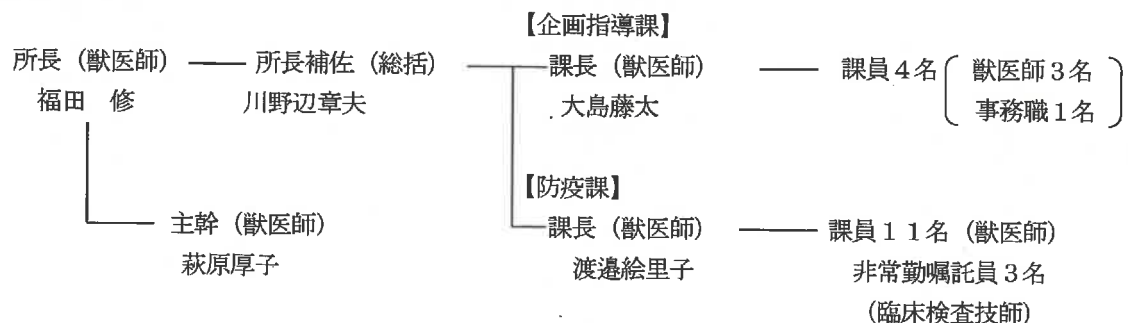 【企画指導課】
所長（獣医師） 所長補佐（総括） 課長（獣医師） 課員４名 獣医師３名
福田　修 川野辺章夫 大島藤太 事務職１名
【防疫課】
主幹（獣医師） 課長（獣医師） 課員１１名（獣医師）
萩原厚子 渡邉絵里子 非常勤嘱託員３名
（臨床検査技師）